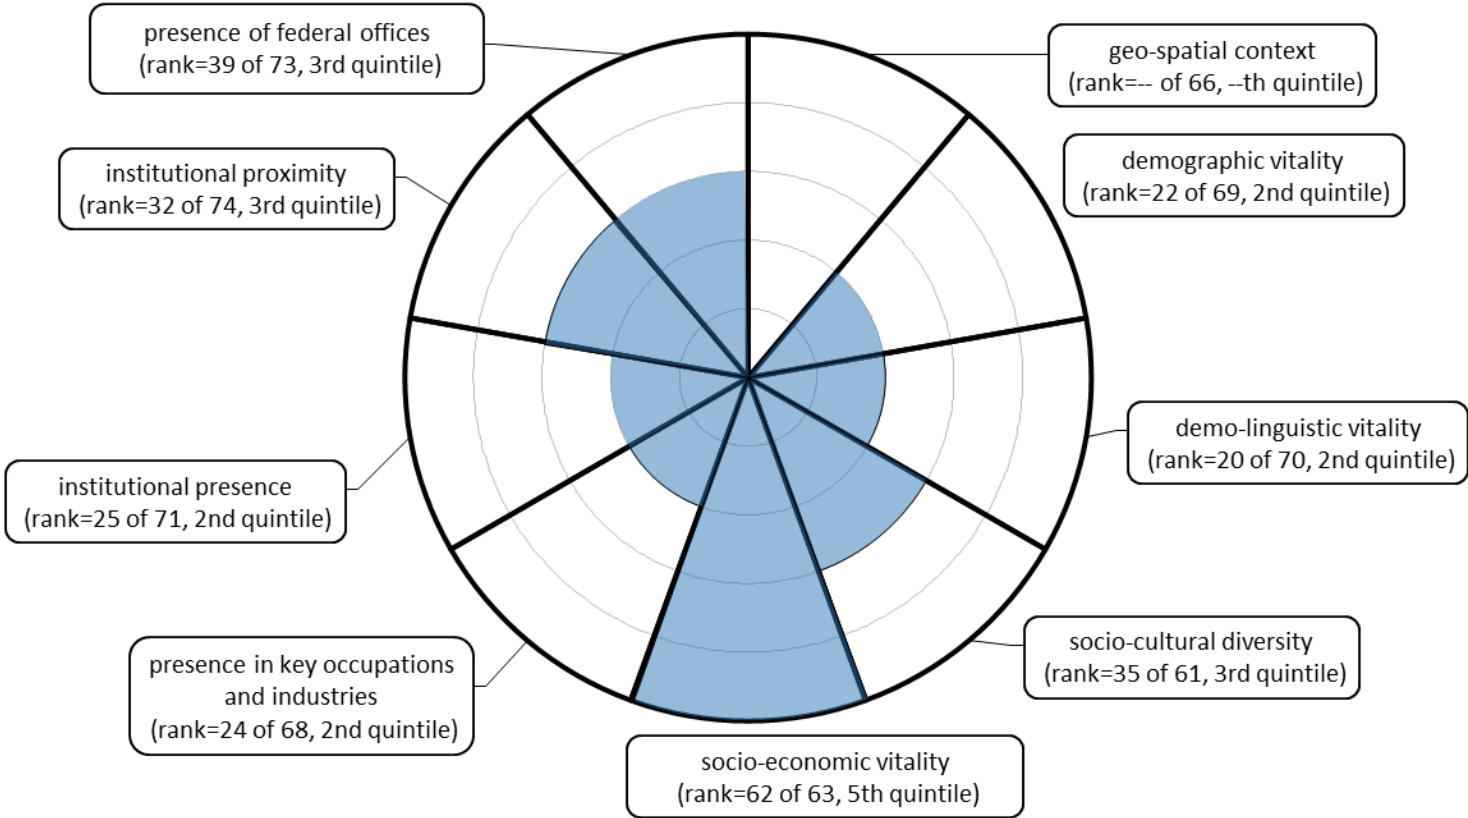 presence of federal offices
(rank=39 of 73, 3rd quintile)
geo-spatial context
(rank=-- of 66, --th quintile)
institutional proximity
(rank=32 of 74, 3rd quintile)
demographic vitality
(rank=22 of 69, 2nd quintile)
demo-linguistic vitality
(rank=20 of 70, 2nd quintile)
institutional presence
(rank=25 of 71, 2nd quintile)
socio-cultural diversity
(rank=35 of 61, 3rd quintile)
presence in key occupations
and industries
(rank=24 of 68, 2nd quintile)
socio-economic vitality
(rank=62 of 63, 5th quintile)